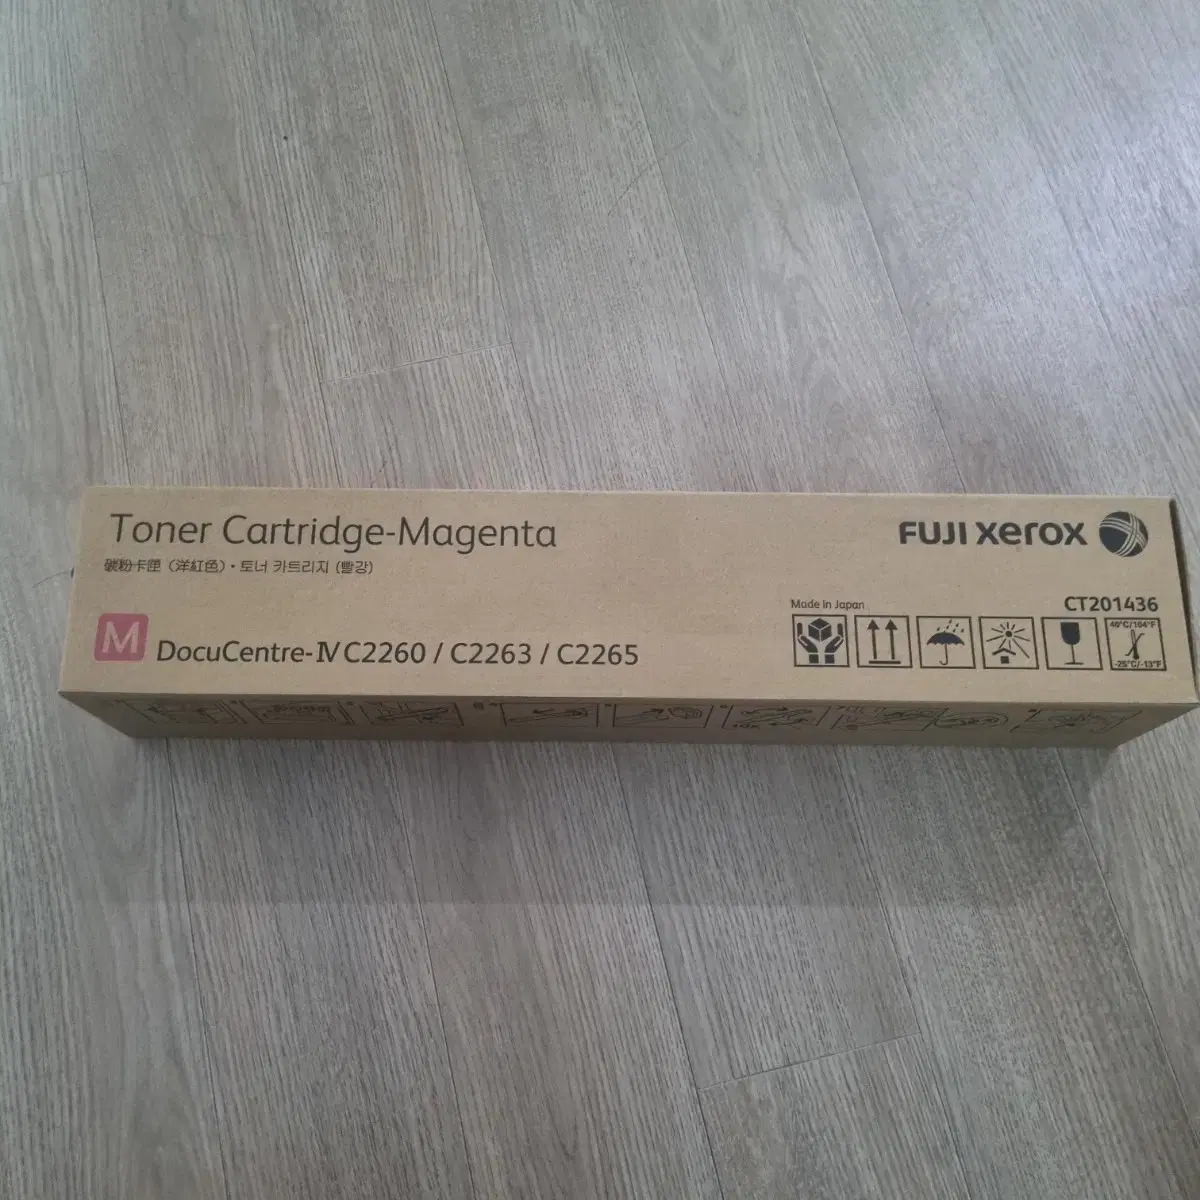 Toner Cartridge-Magenta
碳粉卡匣 (洋紅色)・토너 카트리지 (빨강)
FUJI xerox
Made in Japan
CT201436
M DocuCentre-Ⅳ C2260 / C2263 / C2265
40°C/104°F
-25°C/-13°F